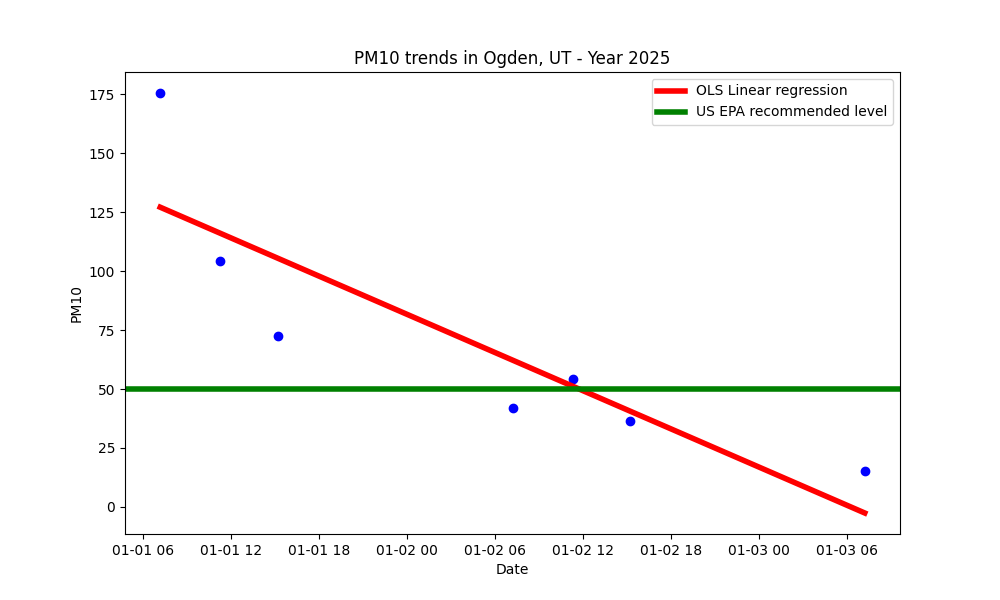 PM10 trends in Ogden, UT - Year 2025
OLS Linear regression
US EPA recommended level
PM10
175
150
125
100
75
50
25
0
01-01 06 01-01 12 01-01 18 01-02 00 01-02 06 01-02 12 01-02 18 01-03 00 01-03 06
Date